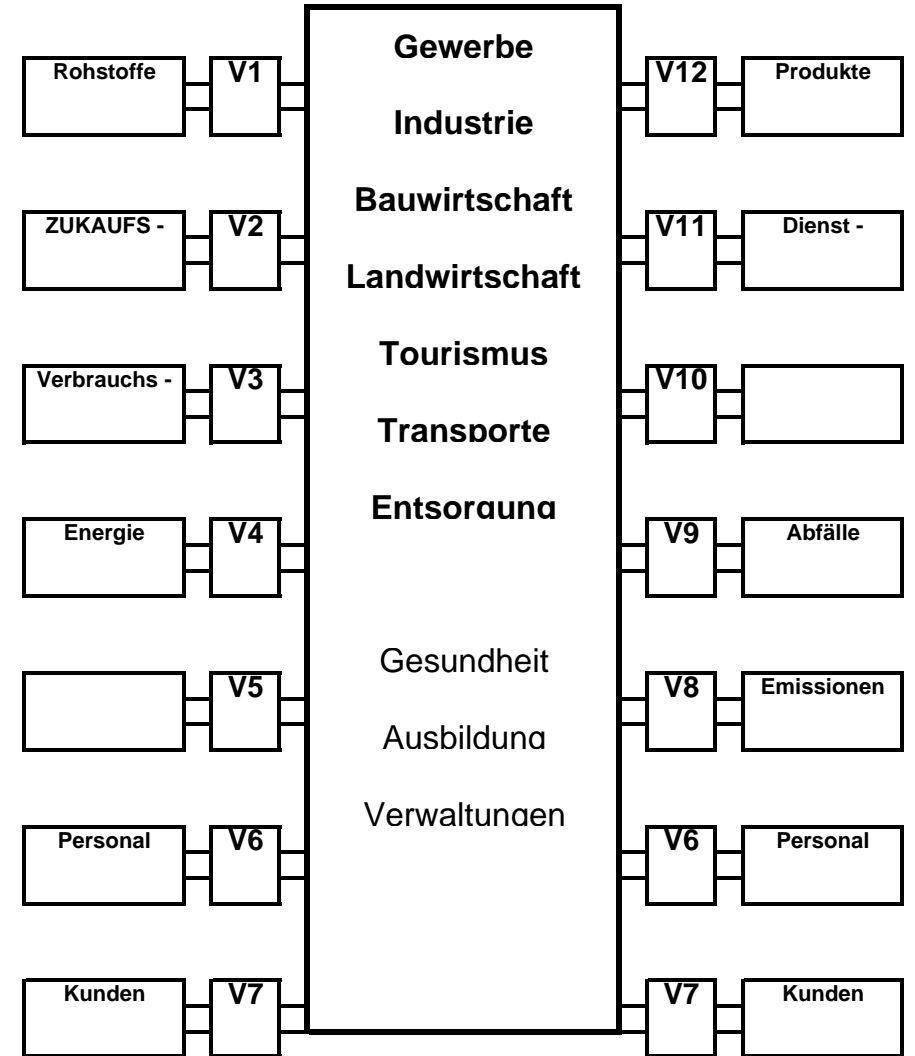 Gewerbe
Rohstoffe V1 V12 Produkte
Industrie
Bauwirtschaft
ZUKAUFS - V2 V11 Dienst -
Landwirtschaft
Tourismus
Verbrauchs - V3 V10
Transporte
Entsorgung
Energie V4 V9 Abfälle
Gesundheit
V5 V8 Emissionen
Ausbildung
Verwaltungen
Personal V6 V6 Personal
Kunden V7 V7 Kunden